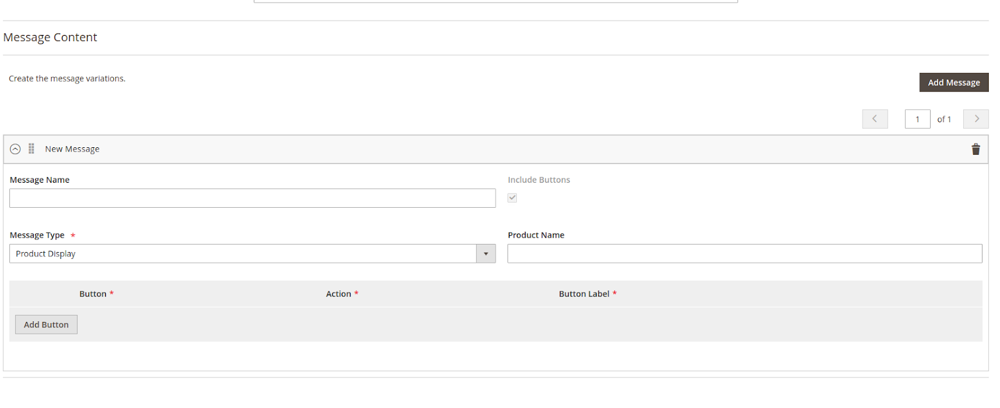 Message Content
Create the message variations.
Add Message
1 of 1
New Message
Message Name
Include Buttons
Message Type *
Product Name
Product Display
Button * Action * Button Label *
Add Button